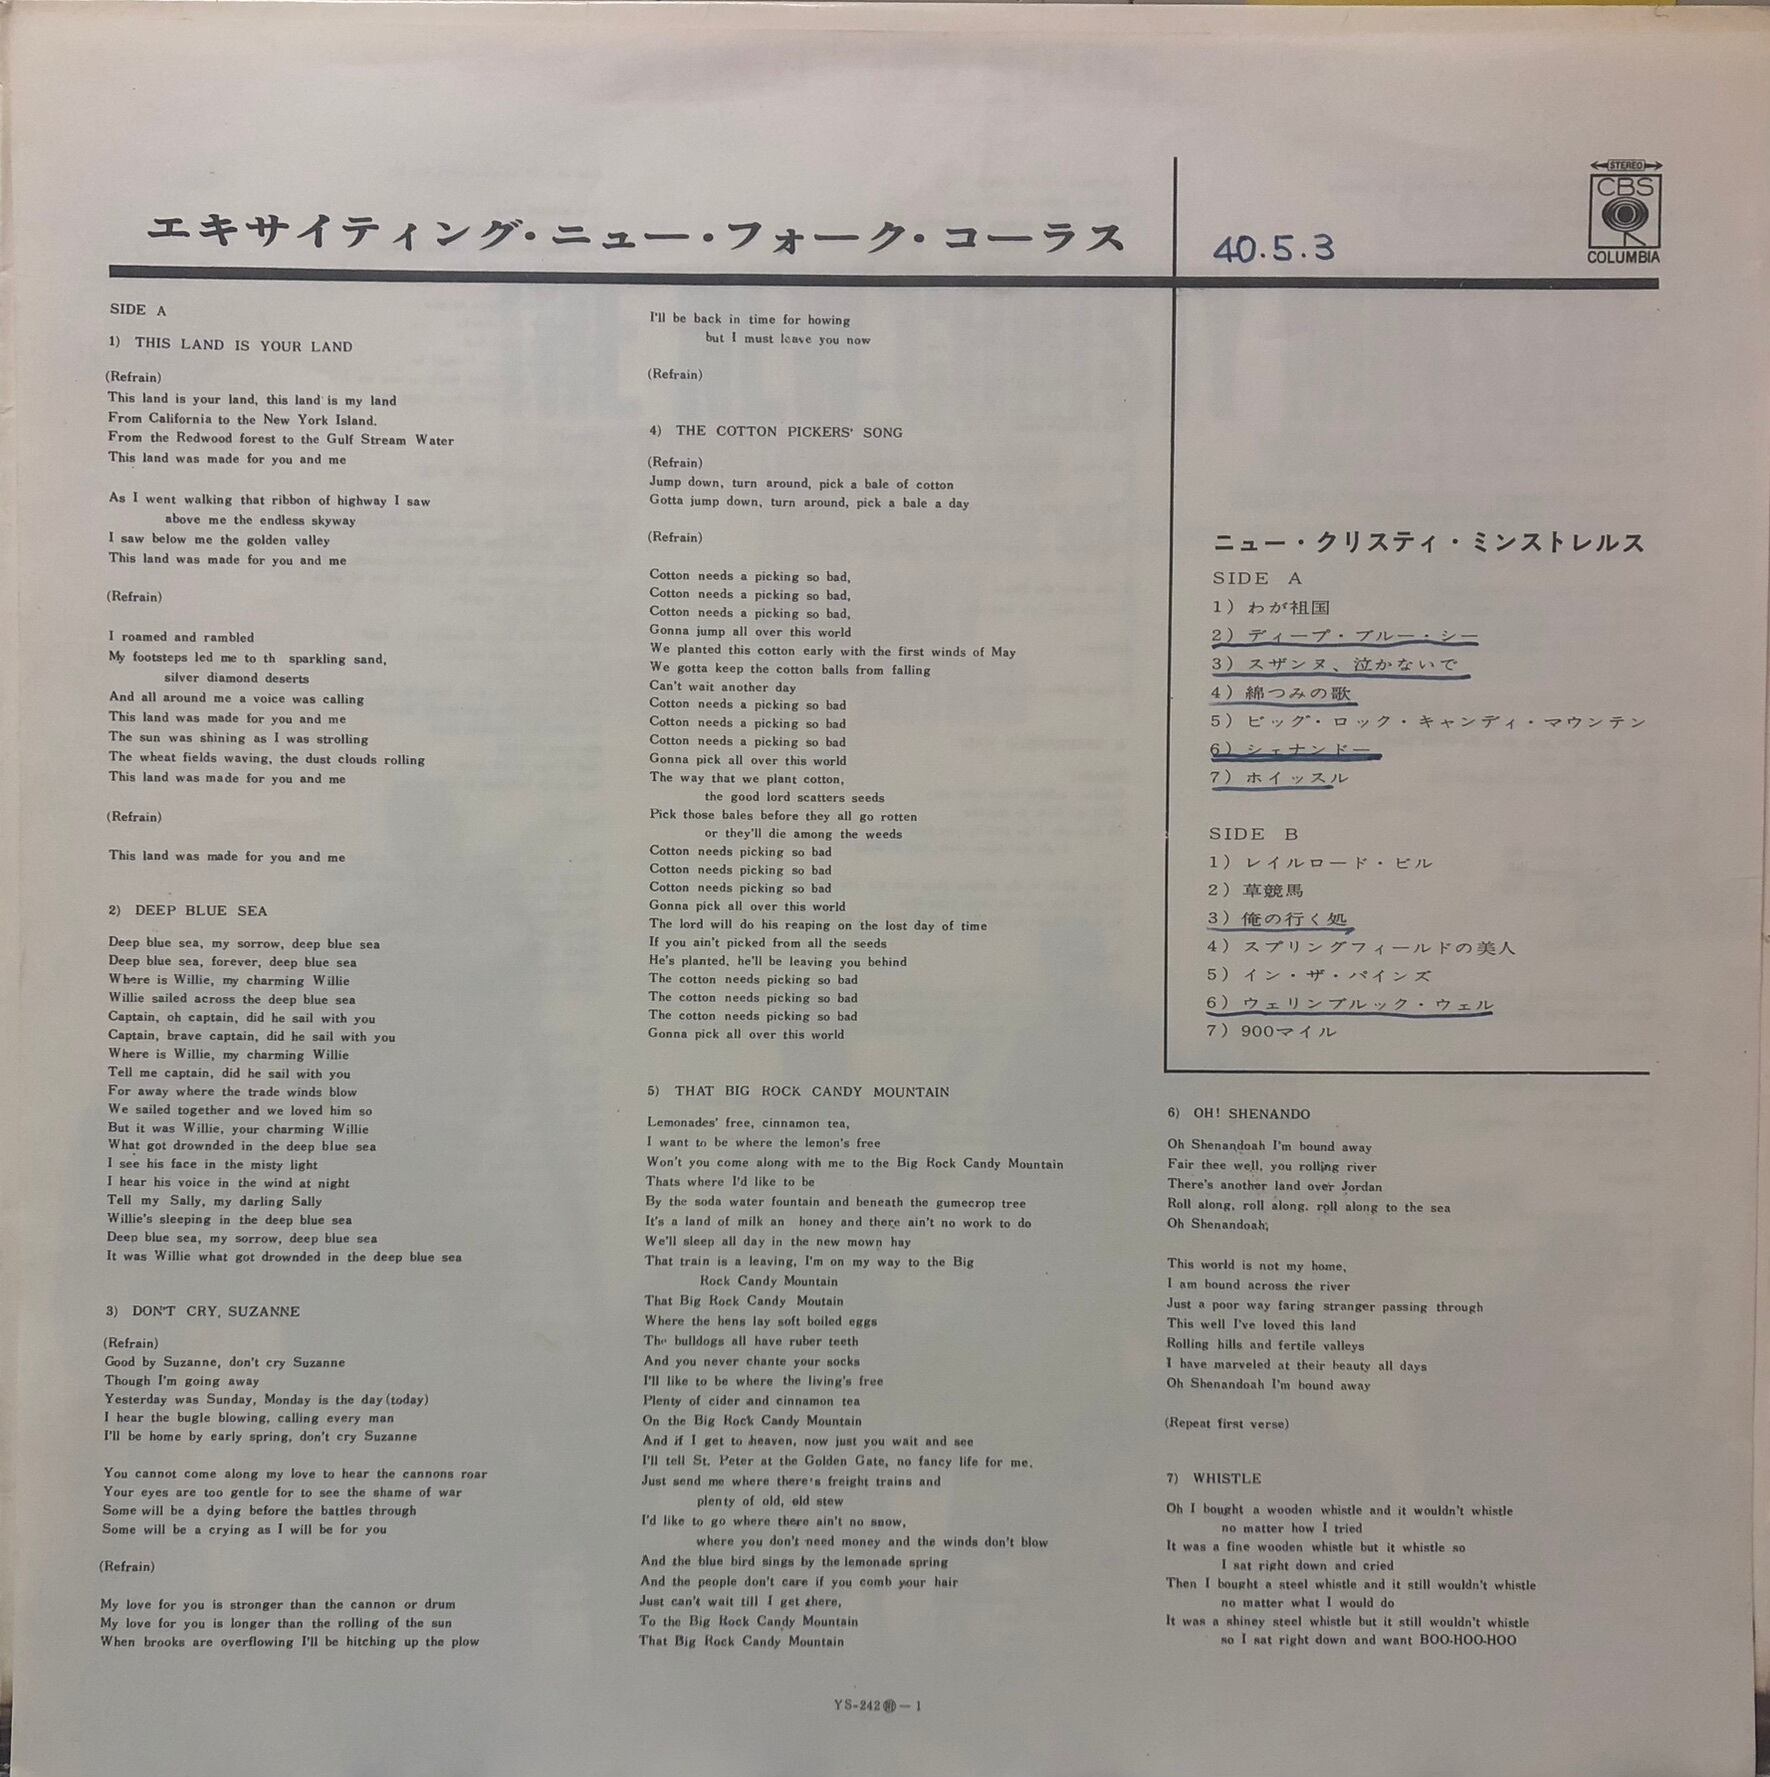 エキサイティング・ニュー・フォーク・コーラス
40.5.3
STEREO
CBS
COLUMBIA
SIDE A
1) THIS LAND IS YOUR LAND
(Refrain)
This land is your land, this land is my land
From California to the New York Island.
From the Redwood forest to the Gulf Stream Water
This land was made for you and me
As I went walking that ribbon of highway I saw
above me the endless skyway
I saw below me the golden valley
This land was made for you and me
(Refrain)
I roamed and rambled
My footsteps led me to th sparkling sand,
silver diamond deserts
And all around me a voice was calling
This land was made for you and me
The sun was shining as I was strolling
The wheat fields waving, the dust clouds rolling
This land was made for you and me
(Refrain)
This land was made for you and me
2) DEEP BLUE SEA
Deep blue sea, my sorrow, deep blue sea
Deep blue sea, forever, deep blue sea
Where is Willie, my charming Willie
Willie sailed across the deep blue sea
Captain, oh captain, did he sail with you
Captain, brave captain, did he sail with you
Where is Willie, my charming Willie
Tell me captain, did he sail with you
For away where the trade winds blow
We sailed together and we loved him so
But it was Willie, your charming Willie
What got drownded in the deep blue sea
I see his face in the misty light
I hear his voice in the wind at night
Tell my Sally, my darling Sally
Willie's sleeping in the deep blue sea
Deep blue sea, my sorrow, deep blue sea
It was Willie what got drownded in the deep blue sea
3) DON'T CRY, SUZANNE
(Refrain)
Good by Suzanne, don't cry Suzanne
Though I'm going away
Yesterday was Sunday, Monday is the day (today)
I hear the bugle blowing, calling every man
I'll be home by early spring, don't cry Suzanne
You cannot come along my love to hear the cannons roar
Your eyes are too gentle for to see the shame of war
Some will be a dying before the battles through
Some will be a crying as I will be for you
(Refrain)
My love for you is stronger than the cannon or drum
My love for you is longer than the rolling of the sun
When brooks are overflowing I'll be hitching up the plow
I'll be back in time for howing
but I must leave you now
(Refrain)
4) THE COTTON PICKERS' SONG
(Refrain)
Jump down, turn around, pick a bale of cotton
Gotta jump down, turn around, pick a bale a day
(Refrain)
Cotton needs a picking so bad,
Cotton needs a picking so bad,
Cotton needs a picking so bad,
Gonna jump all over this world
We planted this cotton early with the first winds of May
We gotta keep the cotton balls from falling
Can't wait another day
Cotton needs a picking so bad
Cotton needs a picking so bad
Cotton needs a picking so bad
Gonna pick all over this world
The way that we plant cotton,
the good lord scatters seeds
Pick those bales before they all go rotten
or they'll die among the weeds
Cotton needs picking so bad
Cotton needs picking so bad
Cotton needs picking so bad
Gonna pick all over this world
The lord will do his reaping on the lost day of time
If you ain't picked from all the seeds
He's planted, he'll be leaving you behind
The cotton needs picking so bad
The cotton needs picking so bad
The cotton needs picking so bad
Gonna pick all over this world
5) THAT BIG ROCK CANDY MOUNTAIN
Lemonades' free, cinnamon tea,
I want to be where the lemon's free
Won't you come along with me to the Big Rock Candy Mountain
Thats where I'd like to be
By the soda water fountain and beneath the gumecrop tree
It's a land of milk an honey and there ain't no work to do
We'll sleep all day in the new mown hay
That train is a leaving, I'm on my way to the Big
Rock Candy Mountain
That Big Rock Candy Moutain
Where the hens lay soft boiled eggs
The bulldogs all have ruber teeth
And you never chante your socks
I'll like to be where the living's free
Plenty of cider and cinnamon tea
On the Big Rock Candy Mountain
And if I get to heaven, now just you wait and see
I'll tell St. Peter at the Golden Gate, no fancy life for me.
Just send me where there's freight trains and
plenty of old, old stew
I'd like to go where there ain't no snow,
where you don't need money and the winds don't blow
And the blue bird sings by the lemonade spring
And the people don't care if you comb your hair
Just can't wait till I get there,
To the Big Rock Candy Mountain
That Big Rock Candy Mountain
ニュー・クリスティ・ミンストレルス
SIDE A
1) わが祖国
2) ディープ・ブルー・シー
3) スザンヌ、泣かないで
4) 綿つみの歌
5) ビッグ・ロック・キャンディ・マウンテン
6) シェナンドー
7) ホイッスル
SIDE B
1) レイルロード・ビル
2) 草競馬
3) 俺の行く処
4) スプリングフィールドの美人
5) イン・ザ・パインズ
6) ウェリンブルック・ウェル
7) 900マイル
6) OH! SHENANDO
Oh Shenandoah I'm bound away
Fair thee well, you rolling river
There's another land over Jordan
Roll along, roll along. roll along to the sea
Oh Shenandoah;
This world is not my home,
I am bound across the river
Just a poor way faring stranger passing through
This well I've loved this land
Rolling hills and fertile valleys
I have marveled at their beauty all days
Oh Shenandoah I'm bound away
(Repeat first verse)
7) WHISTLE
Oh I bought a wooden whistle and it wouldn't whistle
no matter how I tried
It was a fine wooden whistle but it whistle so
I sat right down and cried
Then I bought a steel whistle and it still wouldn't whistle
no matter what I would do
It was a shiney steel whistle but it still wouldn't whistle
so I sat right down and want BOO-HOO-HOO
YS-242 — 1